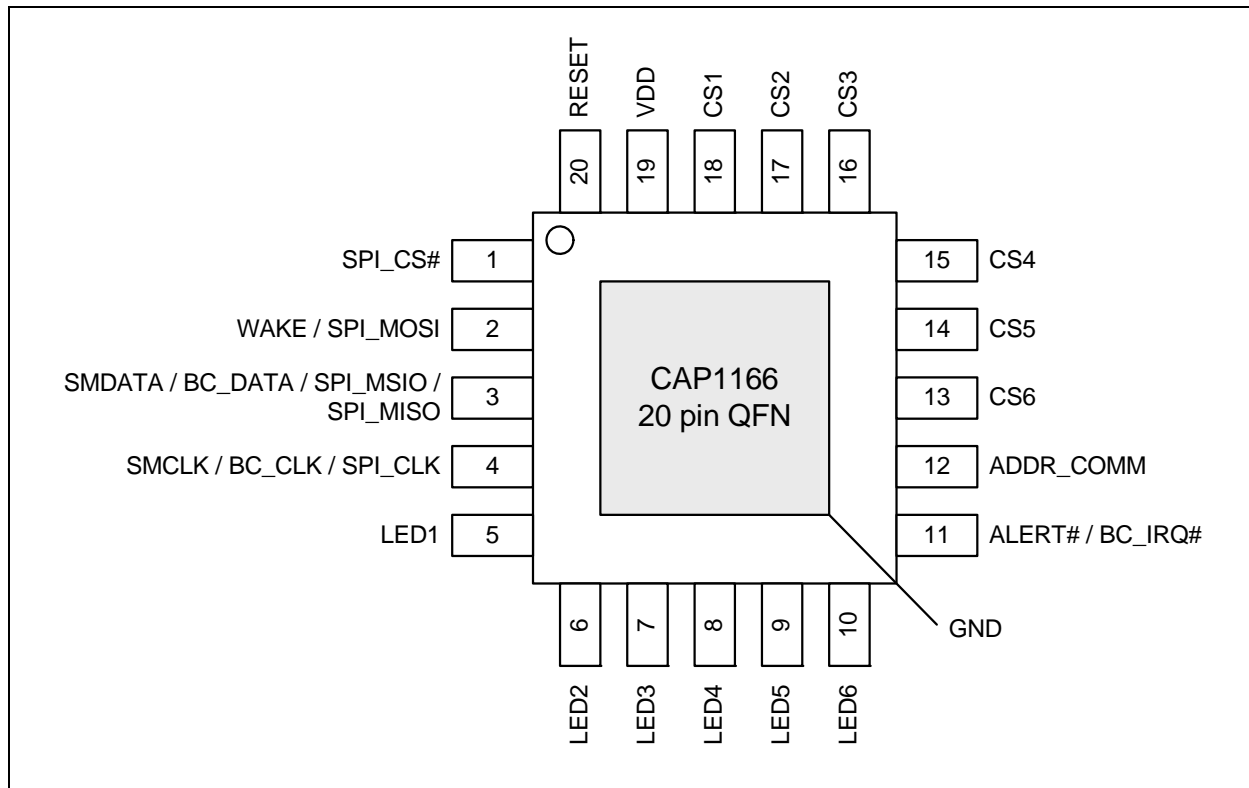 RESET
VDD
CS1
CS2
CS3
20
19
18
17
16
SPI_CS#
1
15
CS4
WAKE / SPI_MOSI
2
14
CS5
SMDATA / BC_DATA / SPI_MSIO /
SPI_MISO
3
CAP1166
20 pin QFN
13
CS6
SMCLK / BC_CLK / SPI_CLK
4
12
ADDR_COMM
LED1
5
11
ALERT# / BC_IRQ#
6
7
8
9
10
GND
LED2
LED3
LED4
LED5
LED6